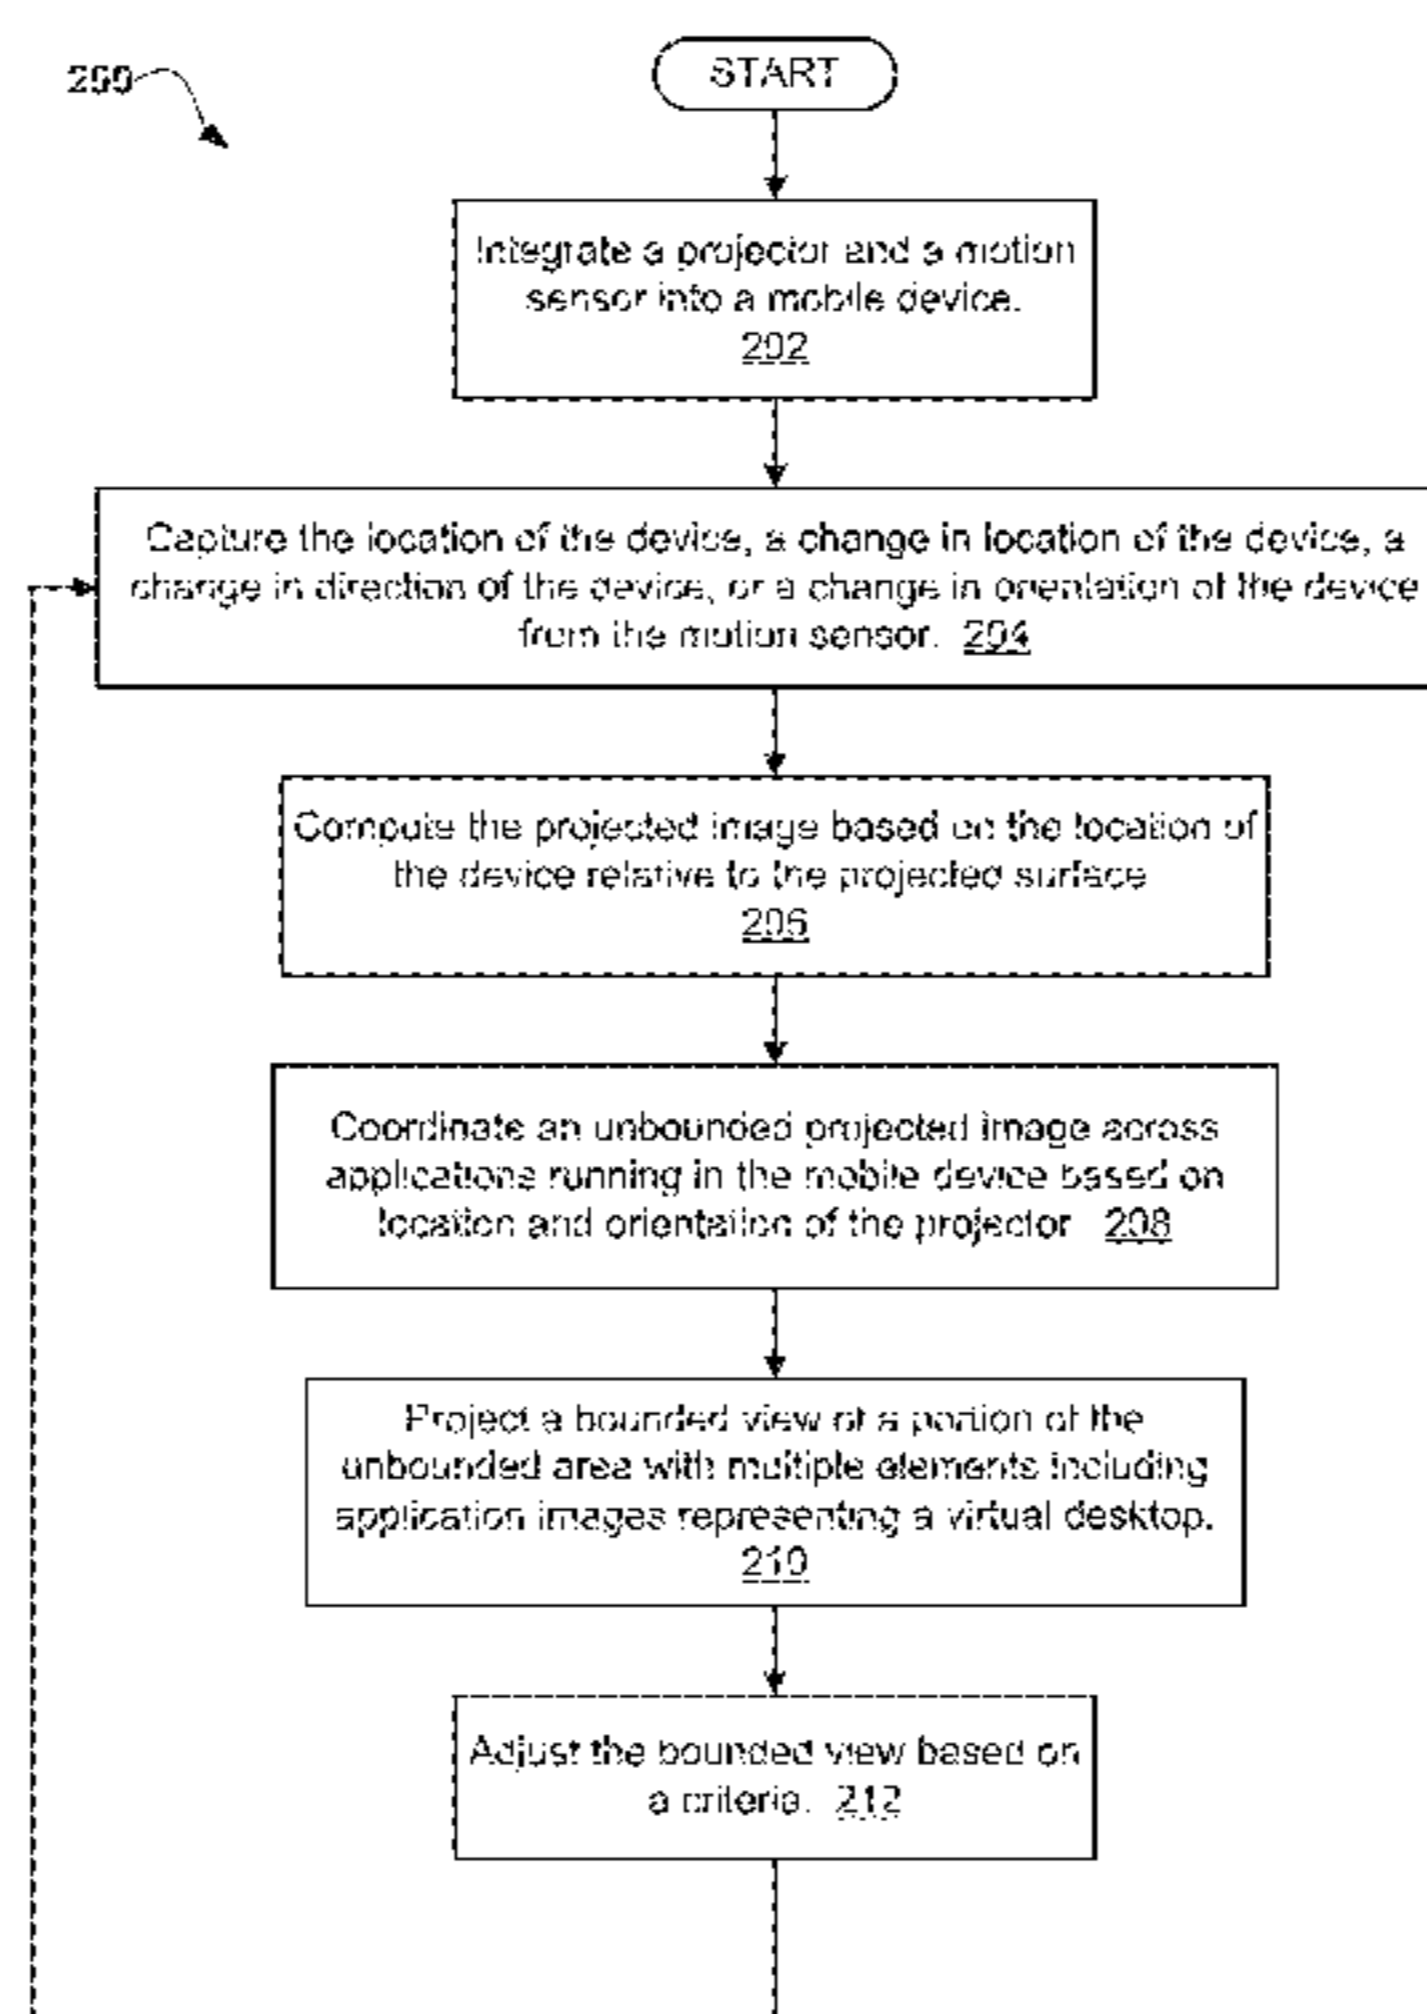 200
START
Integrate a projector and a motion
sensor into a mobile device.
202
Capture the location of the device, a change in location of the device, a
change in direction of the device, or a change in orientation of the device
from the motion sensor. 204
Compute the projected image based on the location of
the device relative to the projected surface
206
Coordinate an unbounded projected image across
applications running in the mobile device based on
location and orientation of the projector 208
Project a bounded view of a portion of the
unbounded area with multiple elements including
application images representing a virtual desktop.
210
Adjust the bounded view based on
a criteria. 212